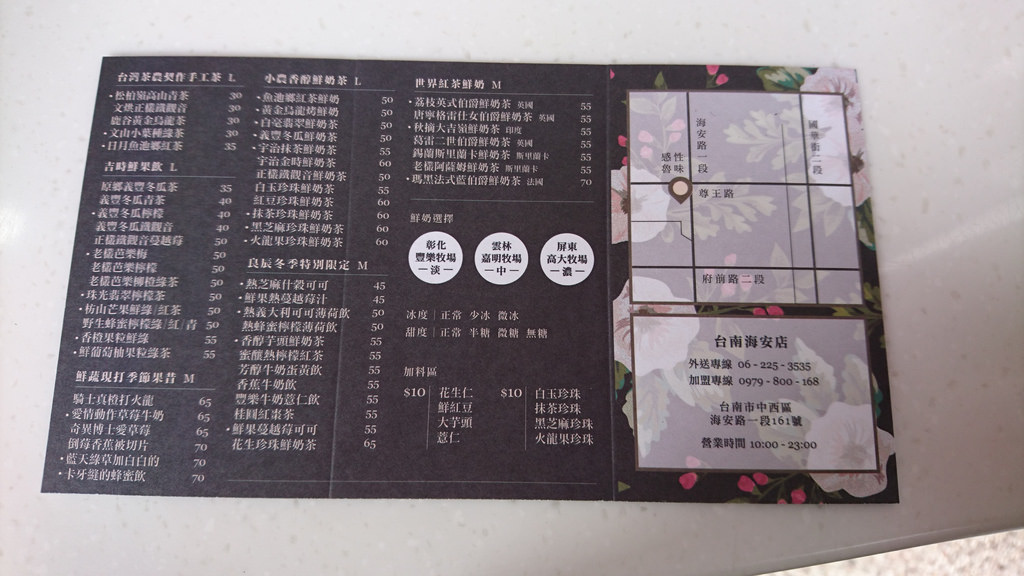 台灣茶農契作手工茶 L
•松柏嶺高山青茶 30
文烘正欉鐵觀音 30
鹿谷黃金烏龍茶 30
•文山小葉種綠茶 30
•日月魚池鄉紅茶 35
古時鮮果飲 L
原鄉義豐冬瓜茶 35
義豐冬瓜青茶 40
•義豐冬瓜檸檬 40
義豐冬瓜鐵觀音 40
正欉鐵觀音蔓越莓 50
•老欉芭樂梅 50
老欉芭樂檸檬 50
老欉芭樂柳橙綠茶 50
•珠光翡翠檸檬茶 50
•枋山芒果鮮綠|紅茶 50
野生蜂蜜檸檬綠|紅|青 50
•香橙果粒鮮綠 55
•鮮葡萄柚果粒綠茶 55
鮮蔬現打季節果昔 M
騎士真橙打火龍 65
•愛情動作草莓牛奶 65
奇異博士愛草莓 65
倒莓香蕉被切片 70
•藍天綠草加白白的 70
•卡牙縫的蜂蜜飲 70
小農香醇鮮奶茶 L
•魚池鄉紅茶鮮奶 50
黃金烏龍烤鮮奶 50
•白毫翡翠鮮奶茶 50
•義豐冬瓜鮮奶茶 50
•宇治抹茶鮮奶茶 55
宇治金時鮮奶茶 60
正欉鐵觀音鮮奶茶 50
白玉珍珠鮮奶茶 55
紅豆珍珠鮮奶茶 60
•抹茶珍珠鮮奶茶 60
•黑芝麻珍珠鮮奶茶 60
•火龍果珍珠鮮奶茶 60
良辰冬季特別限定 M
•熱芝麻什穀可可 45
•鮮果熱蔓越莓汁 45
•熱義大利可可薄荷飲 50
熱蜂蜜檸檬薄荷飲 50
•香醇芋頭鮮奶茶 55
蜜釀熱檸檬紅茶 55
芳醇牛奶蛋黃飲 55
香蕉牛奶飲 55
豐樂牛奶薏仁飲 55
桂圓紅棗茶 55
•鮮果蔓越莓可可 55
花生珍珠鮮奶茶 65
世界紅茶鮮奶 M
•荔枝英式伯爵鮮奶茶 英國 55
唐寧格雷仕女伯爵鮮奶茶 英國 55
•秋摘大吉嶺鮮奶茶 印度 55
葛雷二世伯爵鮮奶茶 英國 55
錫蘭斯里蘭卡鮮奶茶 斯里蘭卡 55
老欉阿薩姆鮮奶茶 斯里蘭卡 55
•瑪黑法式藍伯爵鮮奶茶 法國 70
鮮奶選擇
彰化
豐樂牧場
—淡—
雲林
嘉明牧場
—中—
屏東
高大牧場
—濃—
冰度|正常 少冰 微冰
甜度|正常 半糖 微糖 無糖
加料區
$10 花生仁
鮮紅豆
大芋頭
薏仁
$10 白玉珍珠
抹茶珍珠
黑芝麻珍珠
火龍果珍珠
海安路一段
國華街二段
感性
魯味
尊王路
府前路二段
台南海安店
外送專線 06 - 225 - 3535
加盟專線 0979 - 800 - 168
台南市中西區
海安路一段161號
營業時間 10:00 - 23:00